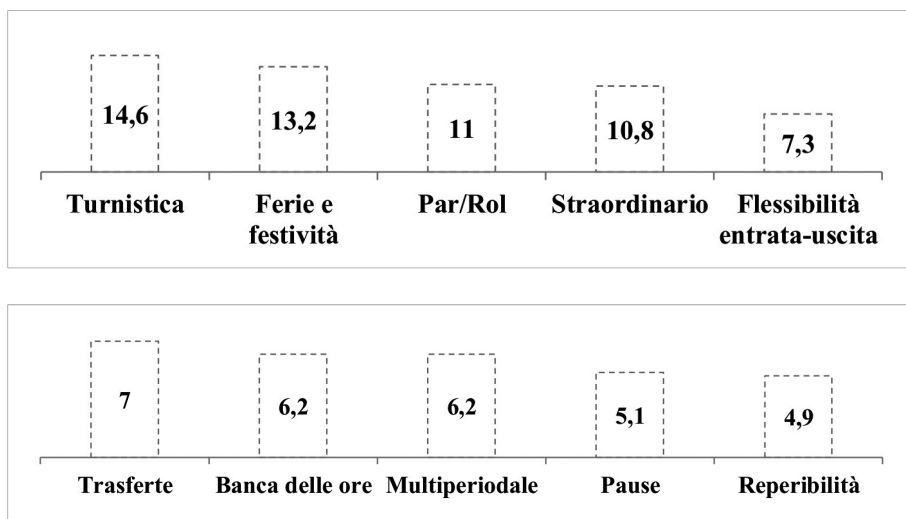 14,6 13,2 11 10,8 7,3
Turnistica Ferie e Par/Rol Straordinario Flessibilità
festività entrata-uscita
7 6,2 6,2 5,1 4,9
Trasferte Banca delle ore Multiperiodale Pause Reperibilità